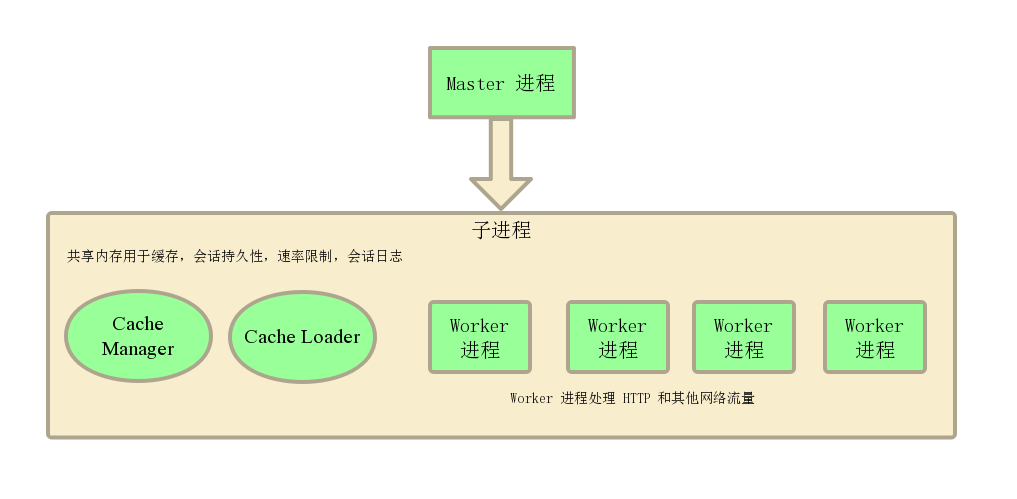 Master 进程
子进程
共享内存用于缓存，会话持久性，速率限制，会话日志
Cache
Manager
Cache Loader
Worker
进程
Worker
进程
Worker
进程
Worker
进程
Worker 进程处理 HTTP 和其他网络流量